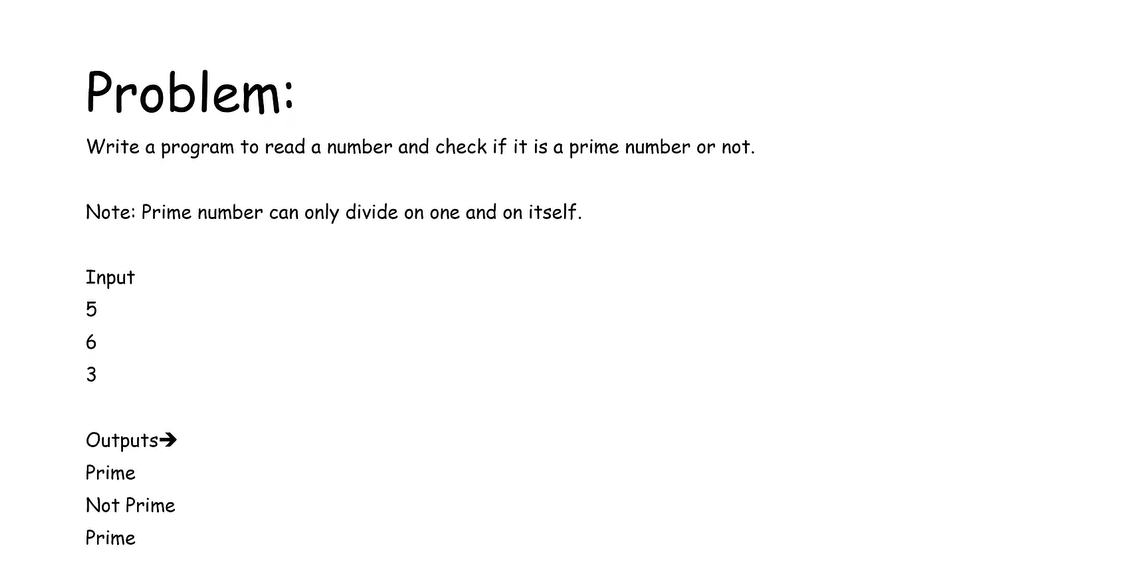 Problem:
Write a program to read a number and check if it is a prime number or not.
Note: Prime number can only divide on one and on itself.
Input
5
6
3
Outputs➔
Prime
Not Prime
Prime